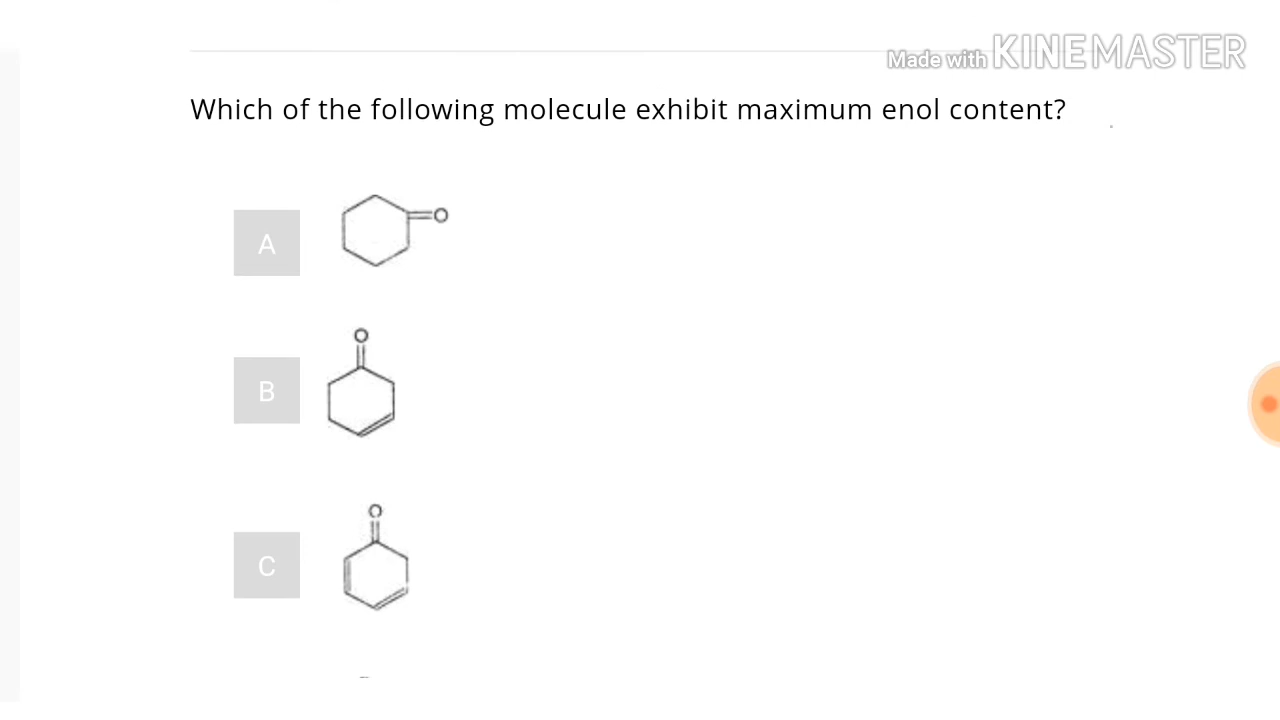 Made with KINEMASTER
Which of the following molecule exhibit maximum enol content?
A
O
B
O
C
O